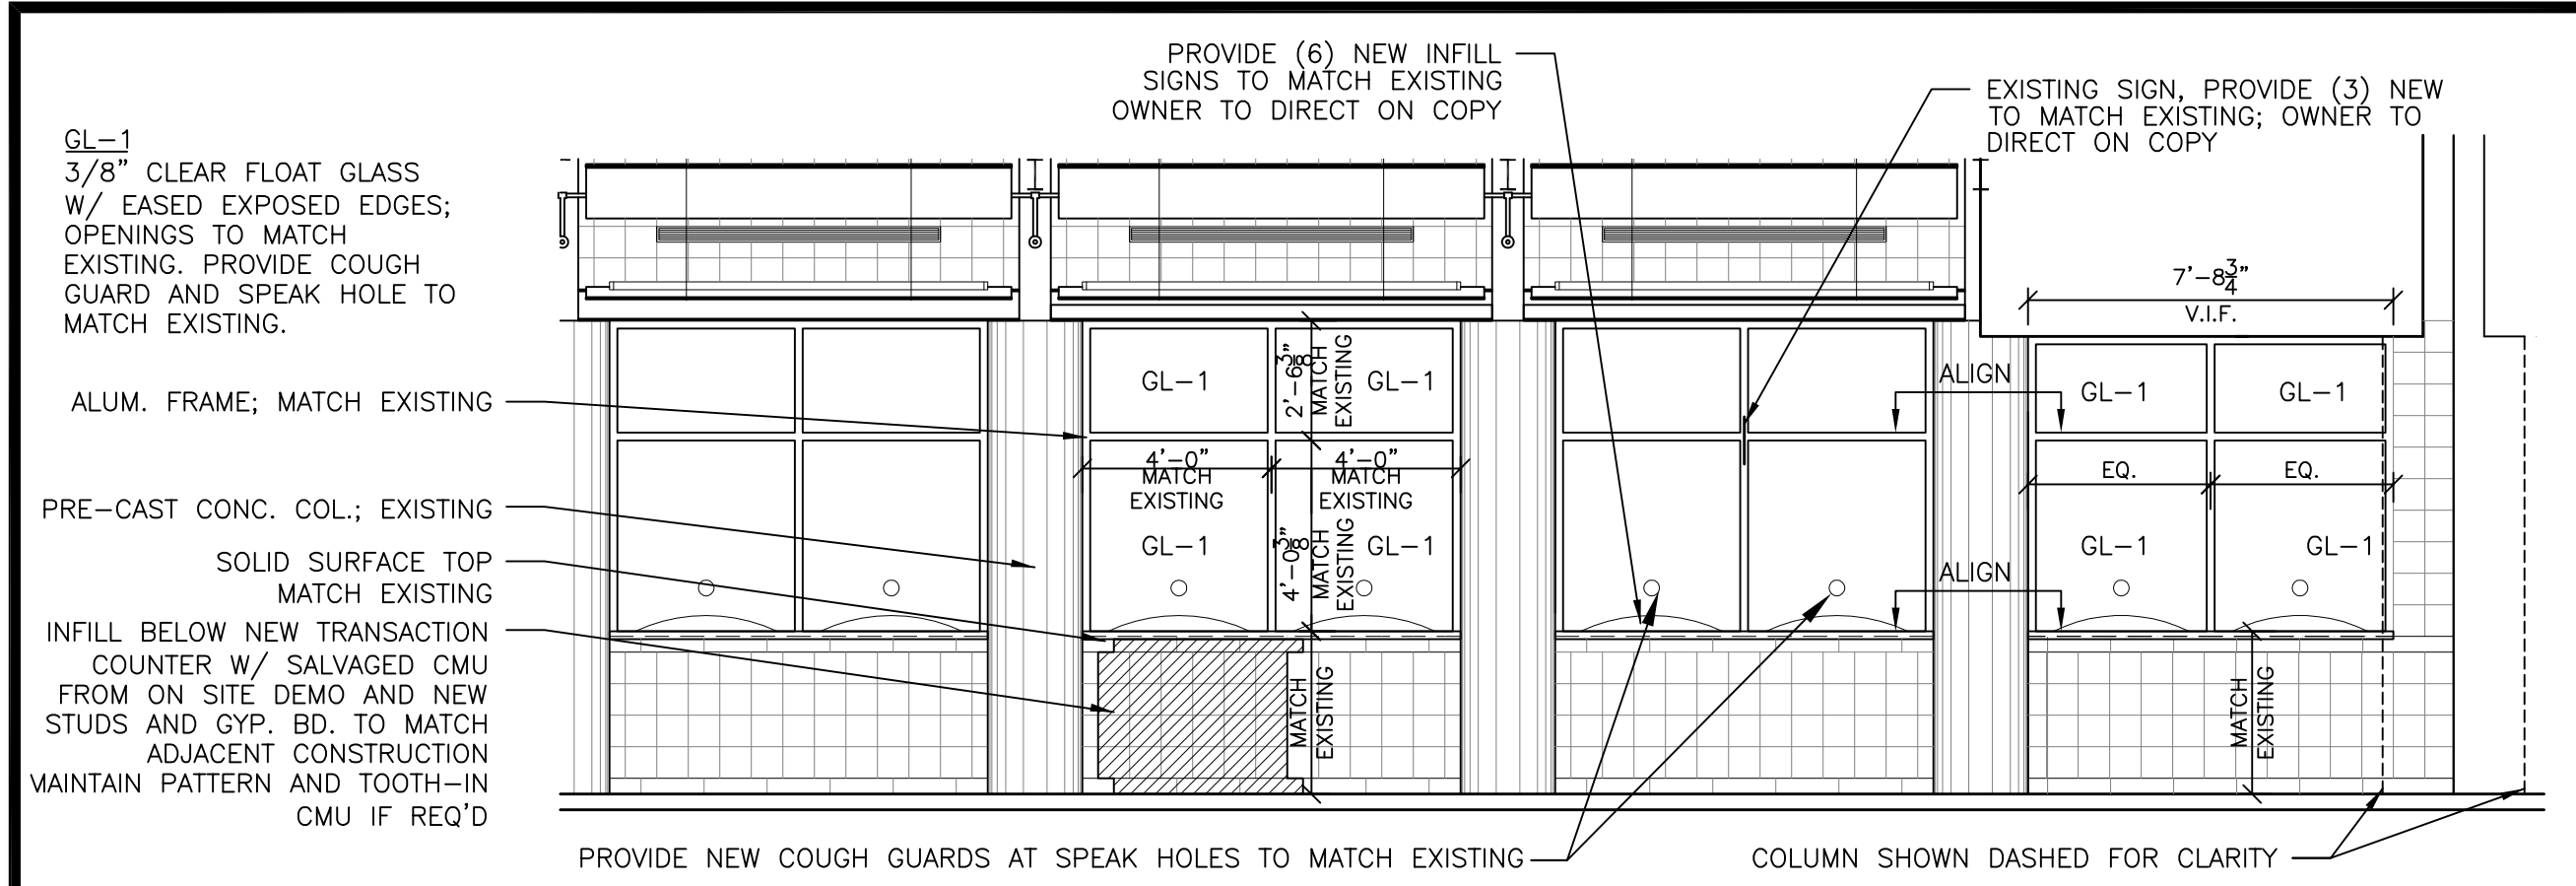 PROVIDE (6) NEW INFILL
SIGNS TO MATCH EXISTING
OWNER TO DIRECT ON COPY
EXISTING SIGN, PROVIDE (3) NEW
TO MATCH EXISTING; OWNER TO
DIRECT ON COPY
GL-1
3/8" CLEAR FLOAT GLASS
W/ EASED EXPOSED EDGES;
OPENINGS TO MATCH
EXISTING. PROVIDE COUGH
GUARD AND SPEAK HOLE TO
MATCH EXISTING.
ALUM. FRAME; MATCH EXISTING
PRE-CAST CONC. COL.; EXISTING
SOLID SURFACE TOP
MATCH EXISTING
INFILL BELOW NEW TRANSACTION
COUNTER W/ SALVAGED CMU
FROM ON SITE DEMO AND NEW
STUDS AND GYP. BD. TO MATCH
ADJACENT CONSTRUCTION
MAINTAIN PATTERN AND TOOTH-IN
CMU IF REQ'D
GL-1
GL-1
2'-6 3/8"
MATCH
EXISTING
4'-0"
MATCH
EXISTING
4'-0"
MATCH
EXISTING
GL-1
GL-1
4'-0 3/8"
MATCH
EXISTING
MATCH
EXISTING
ALIGN
ALIGN
7'-8 3/4"
V.I.F.
GL-1
GL-1
EQ.
EQ.
GL-1
GL-1
MATCH
EXISTING
PROVIDE NEW COUGH GUARDS AT SPEAK HOLES TO MATCH EXISTING
COLUMN SHOWN DASHED FOR CLARITY